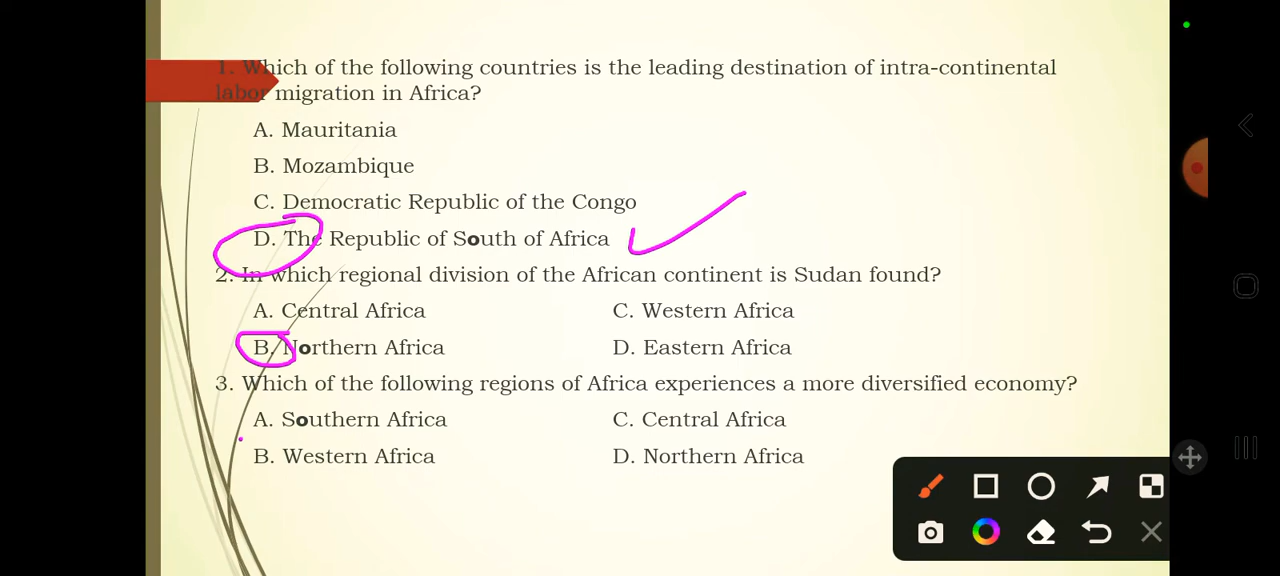 1. Which of the following countries is the leading destination of intra-continental
labor migration in Africa?
A. Mauritania
B. Mozambique
C. Democratic Republic of the Congo
D. The Republic of South of Africa
2. In which regional division of the African continent is Sudan found?
A. Central Africa C. Western Africa
B. Northern Africa D. Eastern Africa
3. Which of the following regions of Africa experiences a more diversified economy?
A. Southern Africa C. Central Africa
B. Western Africa D. Northern Africa